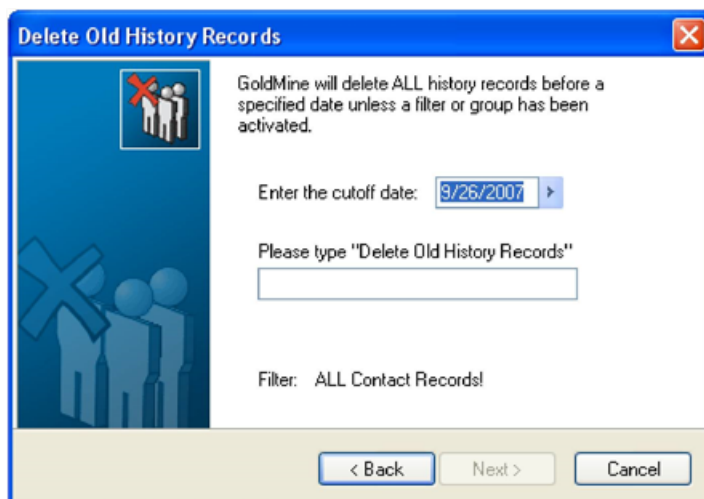 Delete Old History Records
GoldMine will delete ALL history records before a
specified date unless a filter or group has been
activated.
Enter the cutoff date: 9/26/2007
Please type "Delete Old History Records"
Filter: ALL Contact Records!
< Back Next > Cancel